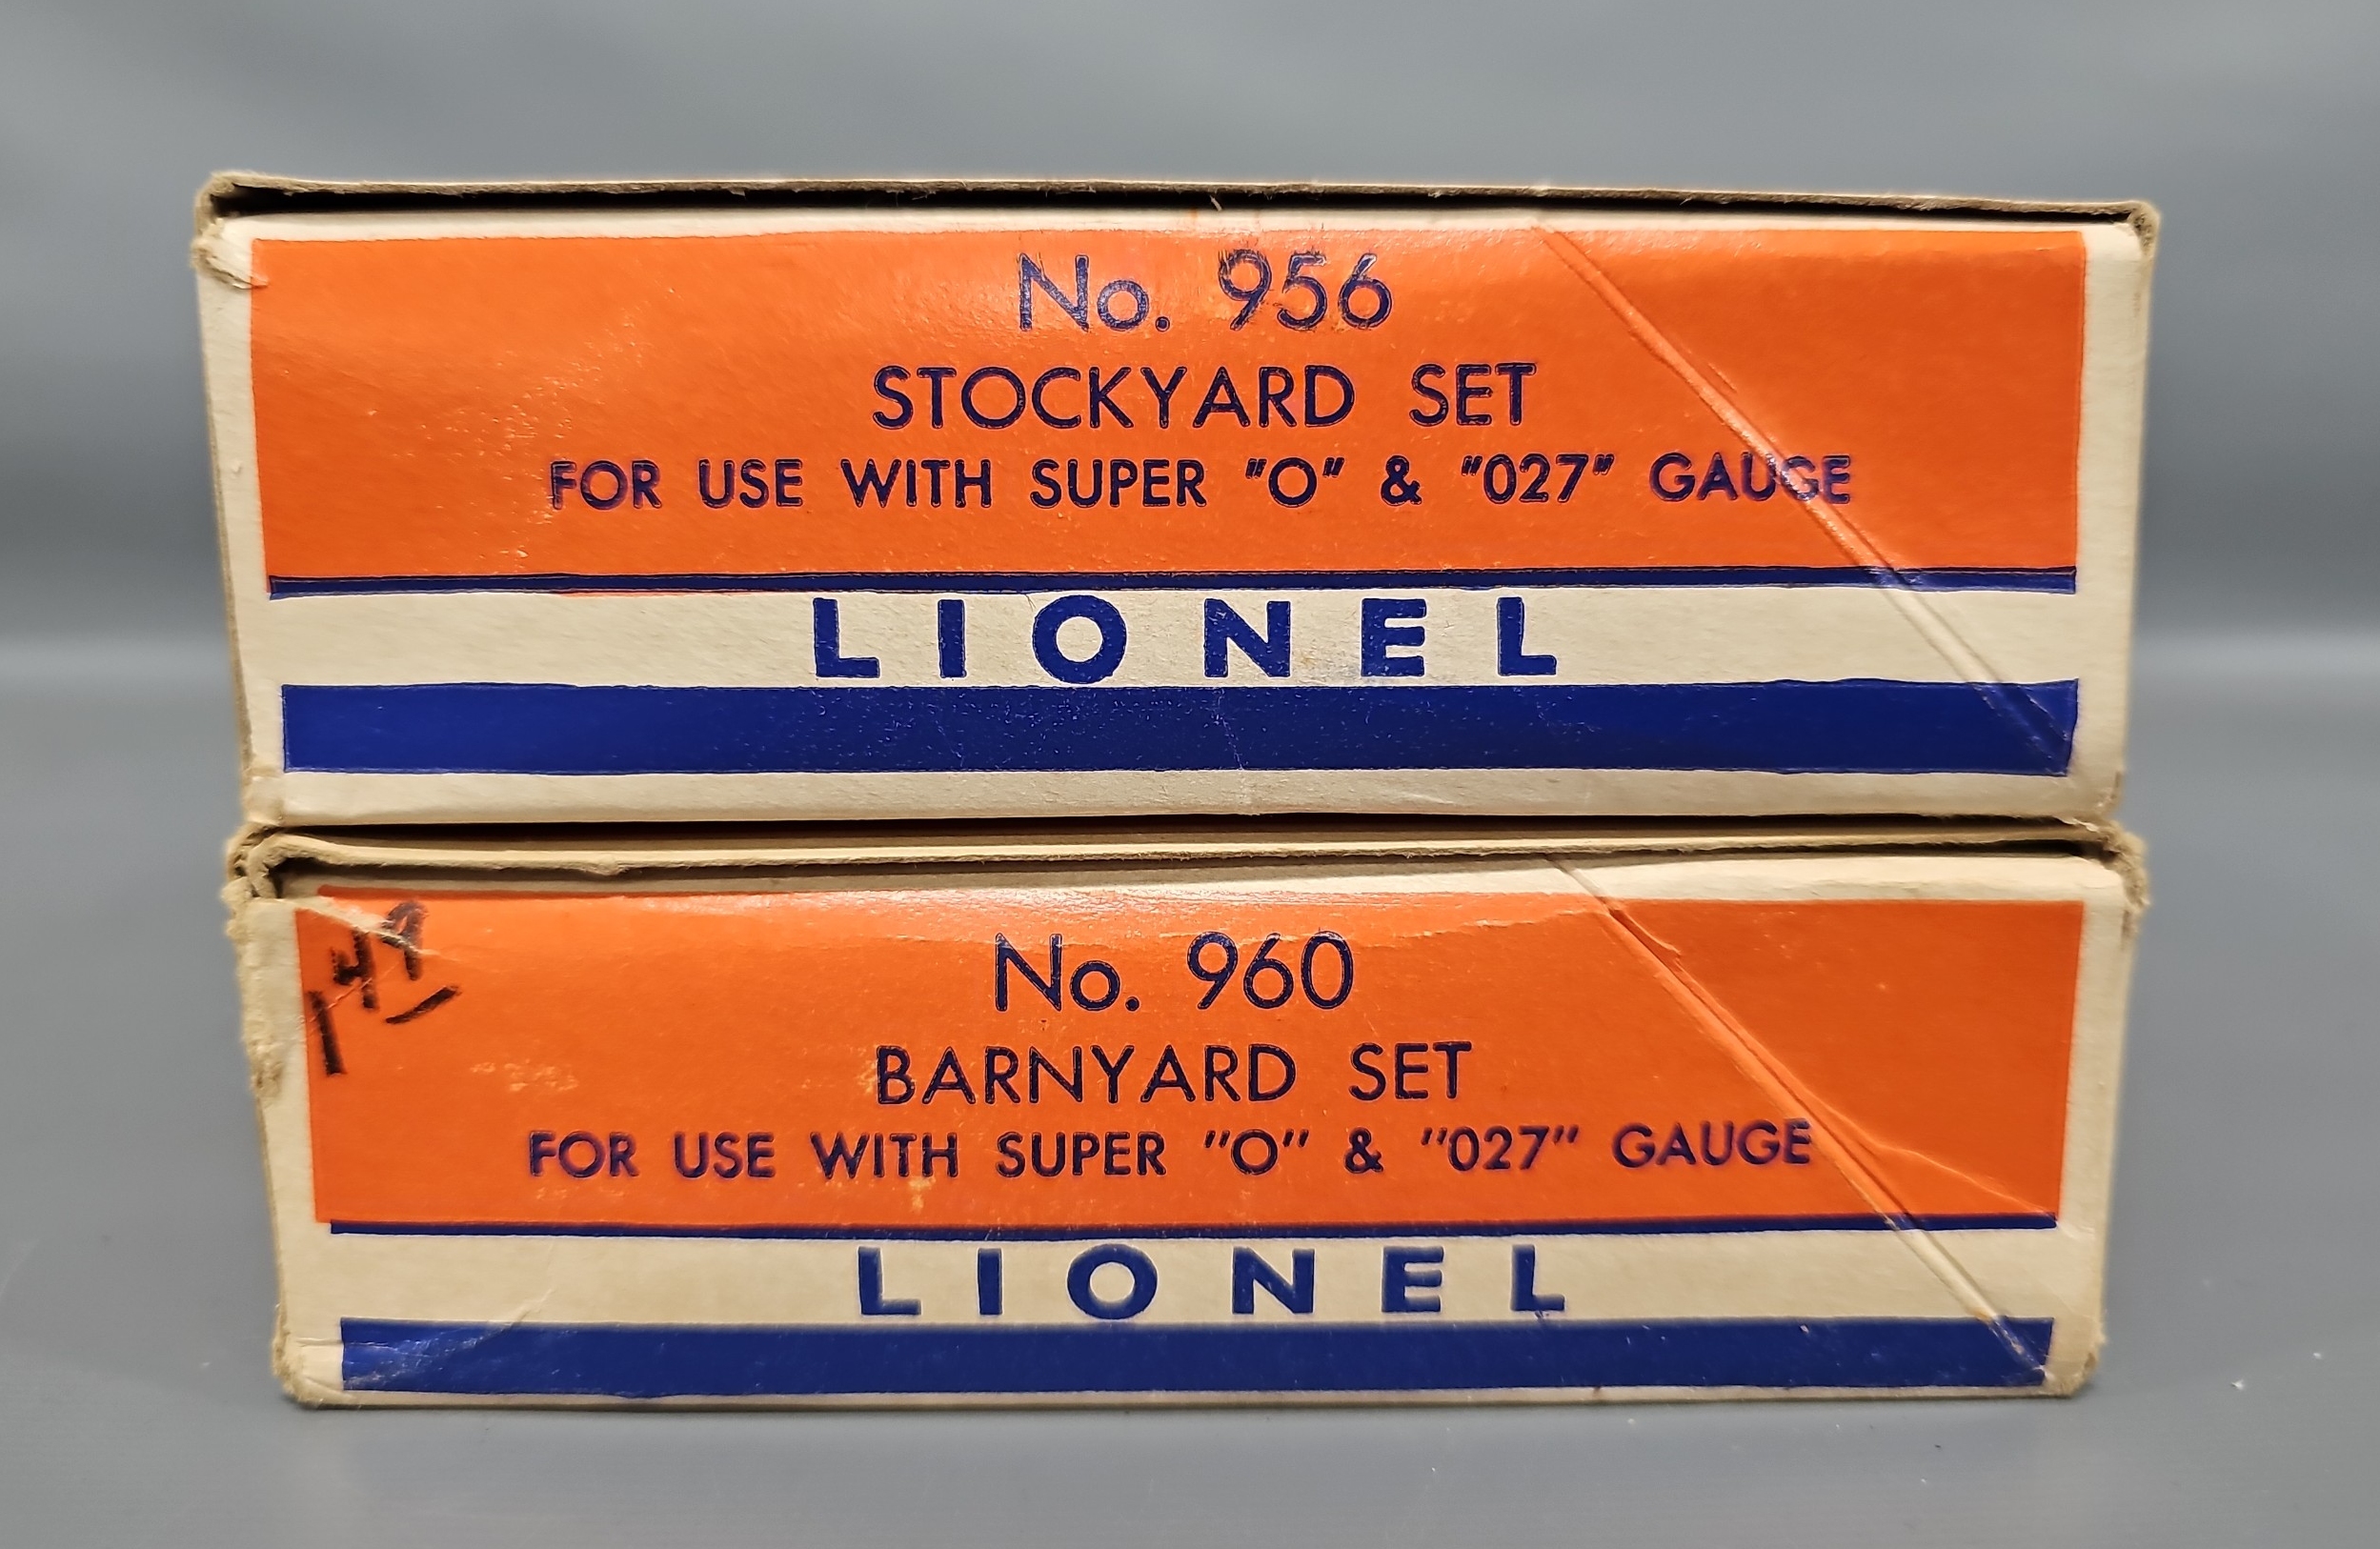 No. 956
STOCKYARD SET
FOR USE WITH SUPER "O" & "027" GAUGE
LIONEL
149
No. 960
BARNYARD SET
FOR USE WITH SUPER "O" & "027" GAUGE
LIONEL